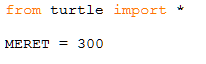 from turtle import *
MERET = 300